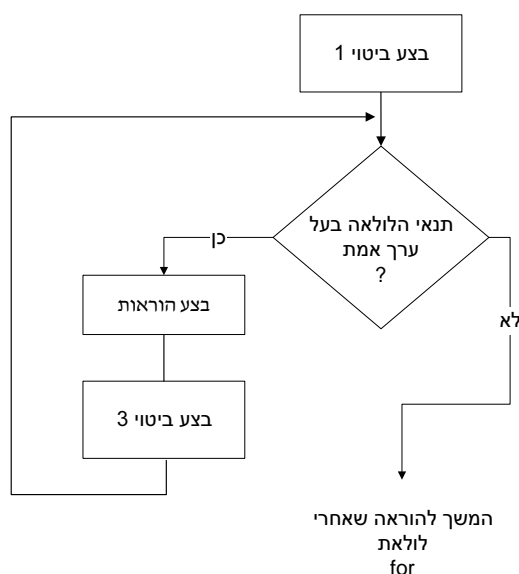 בצע ביטוי 1
תנאי הלולאה בעל
ערך אמת
?
כן
לא
בצע הוראות
בצע ביטוי 3
המשך להוראה שאחרי
לולאת
for